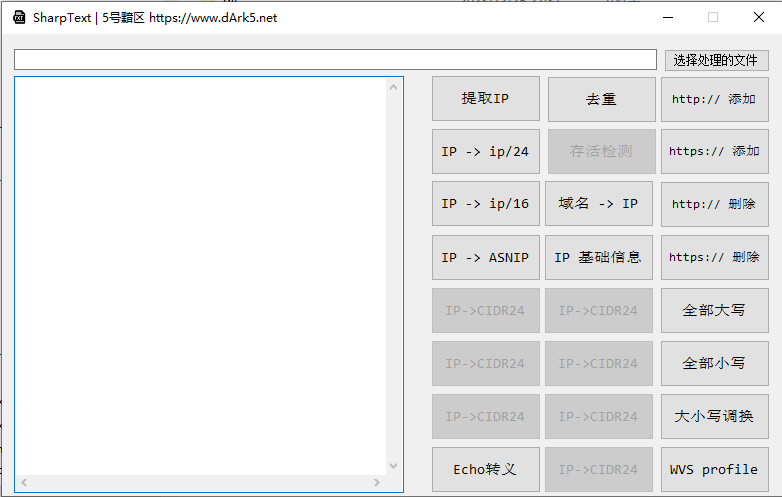 SharpText | 5号黯区 https://www.dArk5.net
选择处理的文件
提取IP 去重 http:// 添加
IP -> ip/24 存活检测 https:// 添加
IP -> ip/16 域名 -> IP http:// 删除
IP -> ASNIP IP 基础信息 https:// 删除
IP->CIDR24 IP->CIDR24 全部大写
IP->CIDR24 IP->CIDR24 全部小写
IP->CIDR24 IP->CIDR24 大小写调换
Echo转义 IP->CIDR24 WVS profile